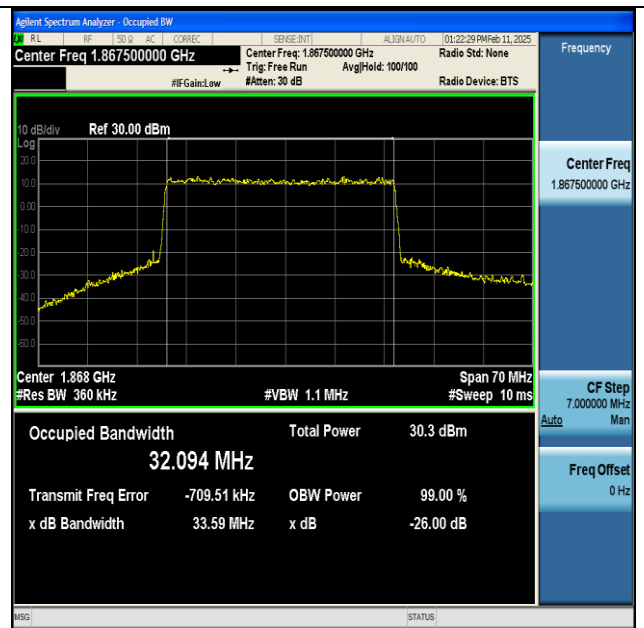 Agilent Spectrum Analyzer - Occupied BW
RL RF 50 Ω AC CORREC SENSE:INT ALIGN AUTO 01:22:29 PM Feb 11, 2025
Center Freq 1.867500000 GHz
Center Freq: 1.867500000 GHz Radio Std: None
Trig: Free Run Avg|Hold: 100/100
#IFGain:Low #Atten: 30 dB Radio Device: BTS
Frequency
10 dB/div Ref 30.00 dBm
Log
20.0
10.0
0.00
-10.0
-20.0
-30.0
-40.0
-50.0
-60.0
Center Freq
1.867500000 GHz
Center 1.868 GHz Span 70 MHz
#Res BW 360 kHz #VBW 1.1 MHz #Sweep 10 ms
CF Step
7.000000 MHz
Auto Man
Occupied Bandwidth Total Power 30.3 dBm
32.094 MHz
Transmit Freq Error -709.51 kHz OBW Power 99.00 %
x dB Bandwidth 33.59 MHz x dB -26.00 dB
Freq Offset
0 Hz
MSG STATUS